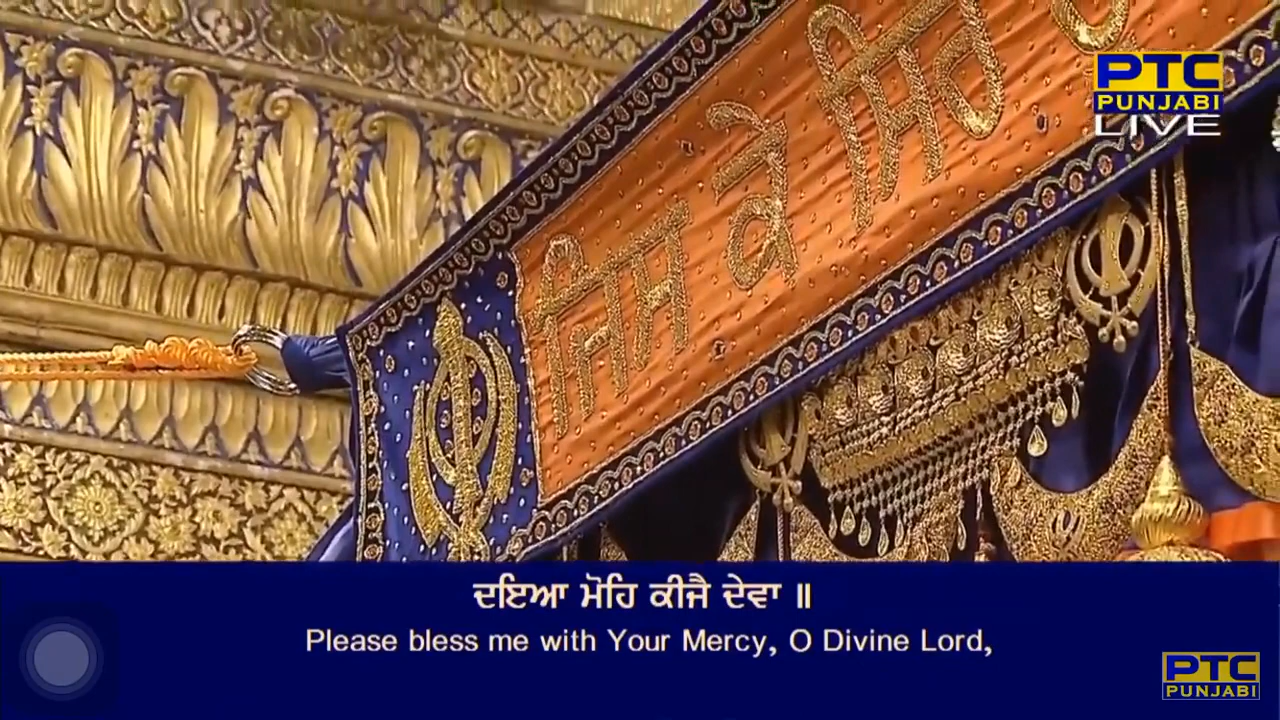 PTC
PUNJABI
LIVE
ਜਿਸ ਕੇ ਸਿਰ
ਦਇਆ ਮੋਹਿ ਕੀਜੈ ਦੇਵਾ ॥
Please bless me with Your Mercy, O Divine Lord,
PTC
PUNJABI